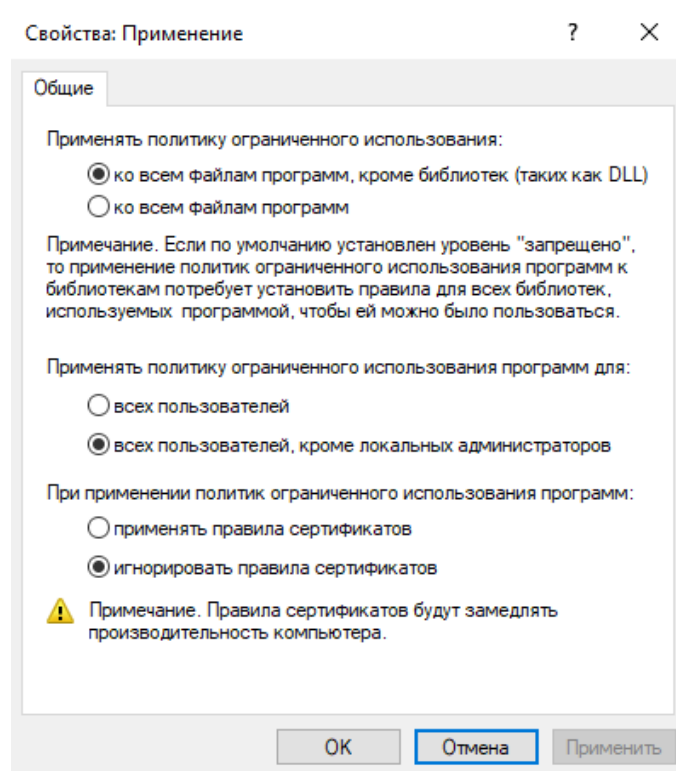 Свойства: Применение ? ×
Общие
Применять политику ограниченного использования:
ко всем файлам программ, кроме библиотек (таких как DLL)
ко всем файлам программ
Примечание. Если по умолчанию установлен уровень "запрещено",
то применение политик ограниченного использования программ к
библиотекам потребует установить правила для всех библиотек,
используемых программой, чтобы ей можно было пользоваться.
Применять политику ограниченного использования программ для:
всех пользователей
всех пользователей, кроме локальных администраторов
При применении политик ограниченного использования программ:
применять правила сертификатов
игнорировать правила сертификатов
Примечание. Правила сертификатов будут замедлять
производительность компьютера.
OK Отмена Применить